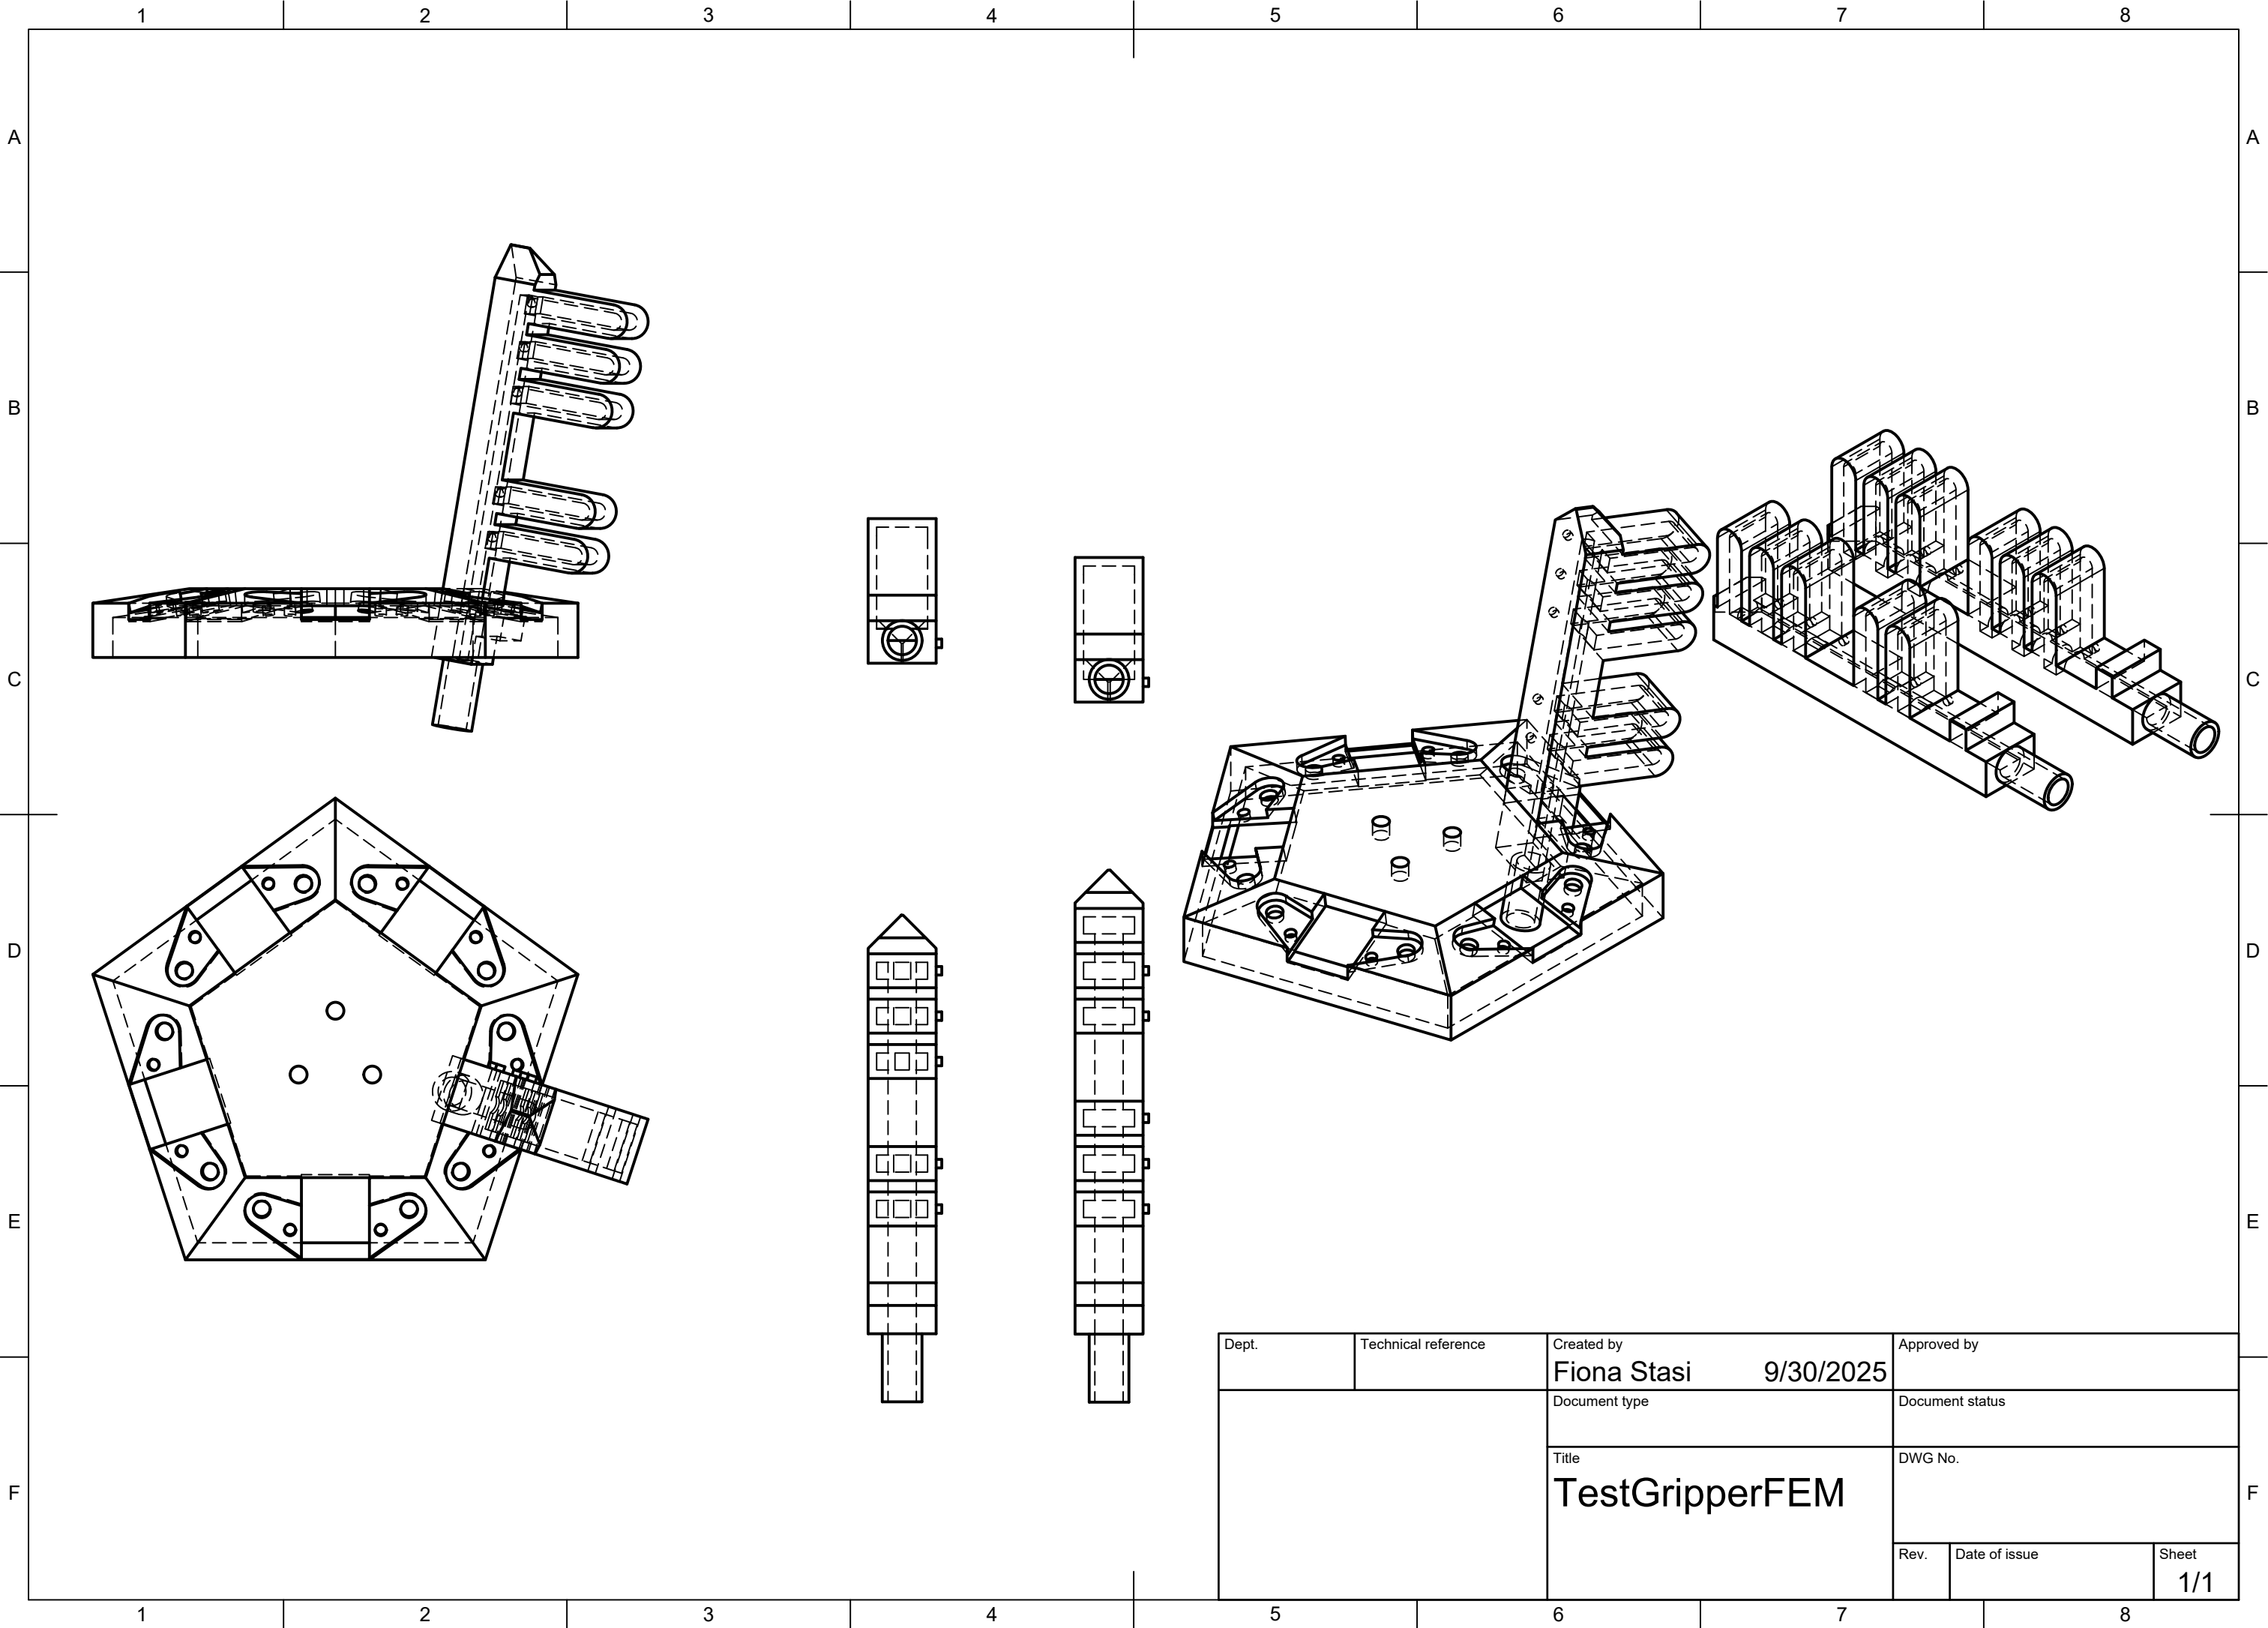 1 2 3 4 5 6 7 8
A A
B B
C C
D D
E E
F F
Dept. Technical reference Created by Approved by
Fiona Stasi 9/30/2025
Document type Document status
Title DWG No.
TestGripperFEM
Rev. Date of issue Sheet
1/1
1 2 3 4 5 6 7 8